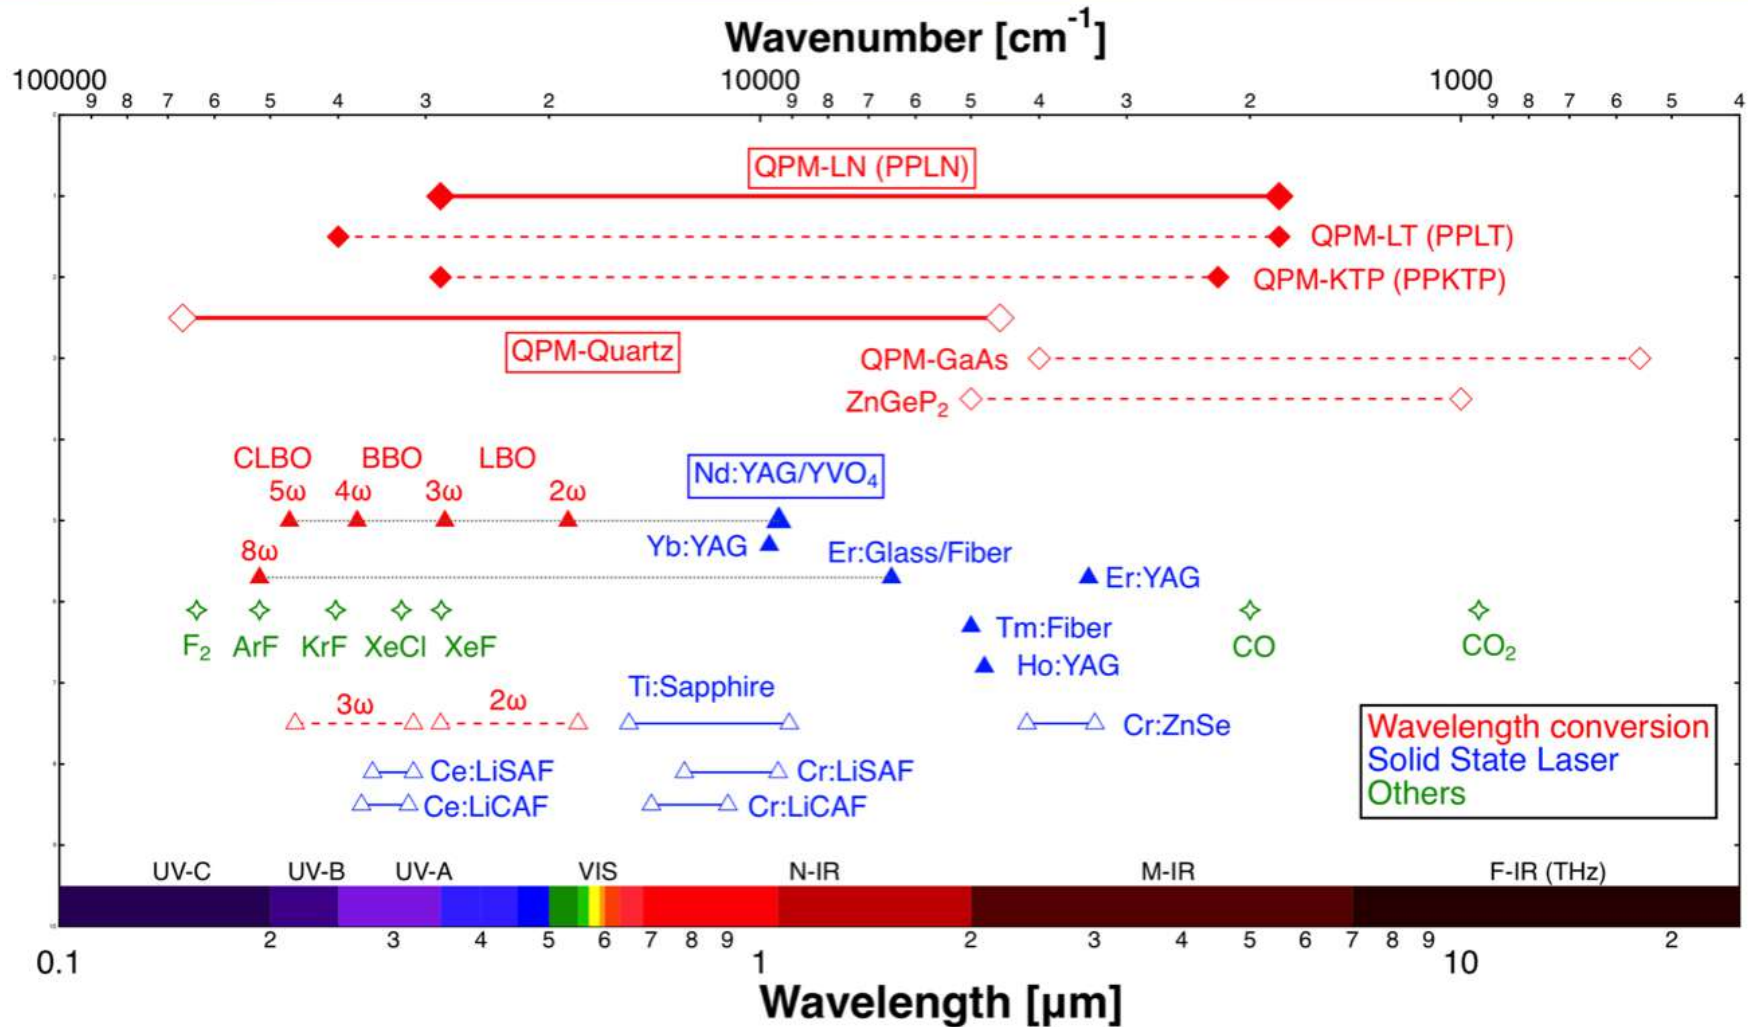 Wavenumber [cm⁻¹]
100000 10000 1000
9 8 7 6 5 4 3 2 9 8 7 6 5 4 3 2 9 8 7 6 5 4
QPM-LN (PPLN)
QPM-LT (PPLT)
QPM-KTP (PPKTP)
QPM-Quartz
QPM-GaAs
ZnGeP₂
CLBO BBO LBO
Nd:YAG/YVO₄
5ω 4ω 3ω 2ω
Yb:YAG
Er:Glass/Fiber
8ω
Er:YAG
F₂ ArF KrF XeCl XeF
Tm:Fiber
CO CO₂
Ho:YAG
Ti:Sapphire
3ω 2ω
Cr:ZnSe
Ce:LiSAF Cr:LiSAF
Ce:LiCAF Cr:LiCAF
Wavelength conversion
Solid State Laser
Others
UV-C UV-B UV-A VIS N-IR M-IR F-IR (THz)
2 3 4 5 6 7 8 9 2 3 4 5 6 7 8 9 2
0.1 1 10
Wavelength [μm]